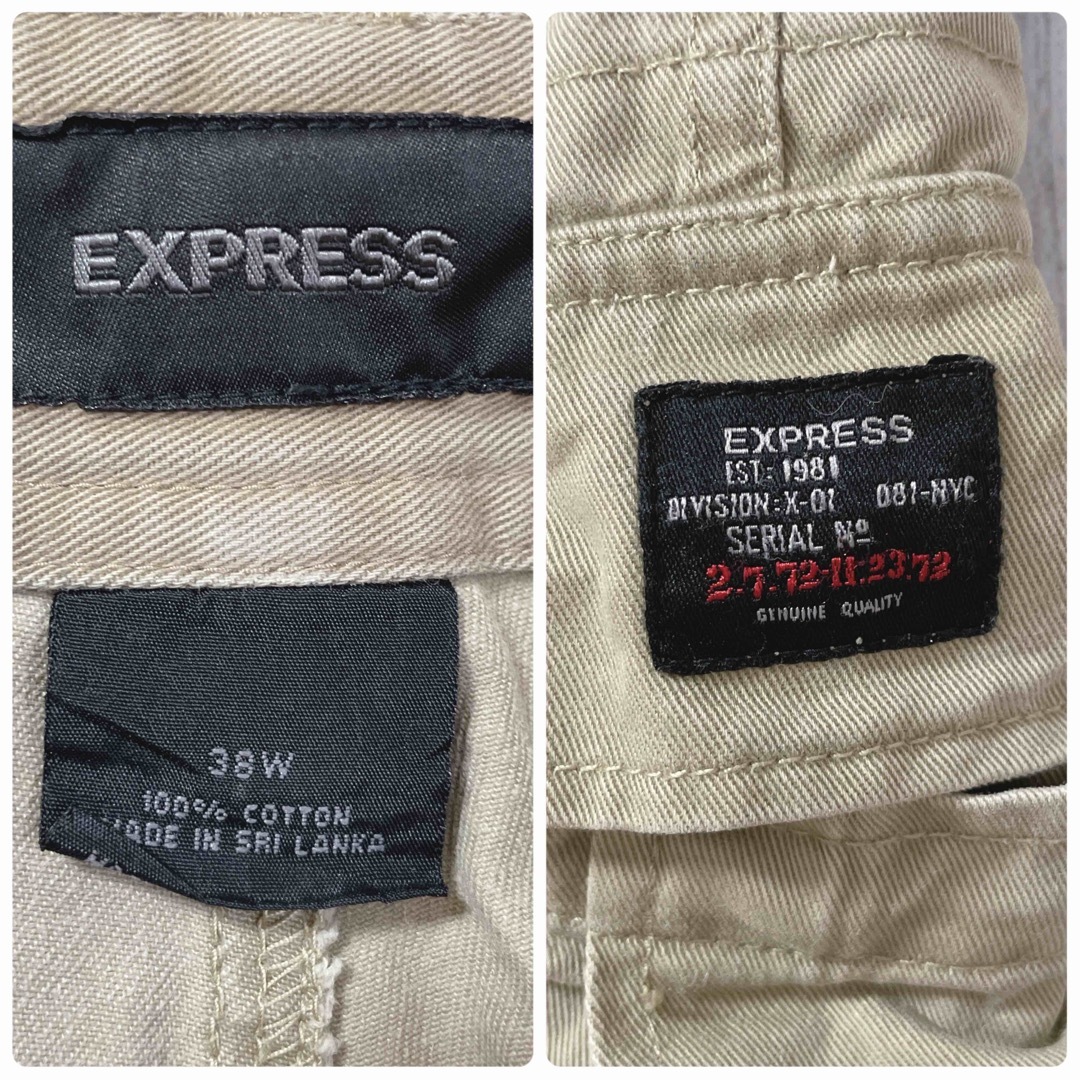 EXPRESS
38W
100% COTTON
MADE IN SRI LANKA
EXPRESS
EST: 1981
DIVISION: X-01 081-NYC
SERIAL Nº
2.7.72-11.23.72
GENUINE QUALITY